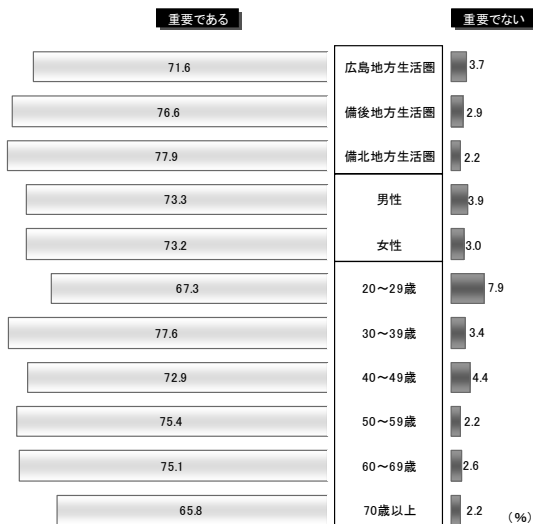 重要である 重要でない
71.6 広島地方生活圏 3.7
76.6 備後地方生活圏 2.9
77.9 備北地方生活圏 2.2
73.3 男性 3.9
73.2 女性 3.0
67.3 20～29歳 7.9
77.6 30～39歳 3.4
72.9 40～49歳 4.4
75.4 50～59歳 2.2
75.1 60～69歳 2.6
65.8 70歳以上 2.2 (%)